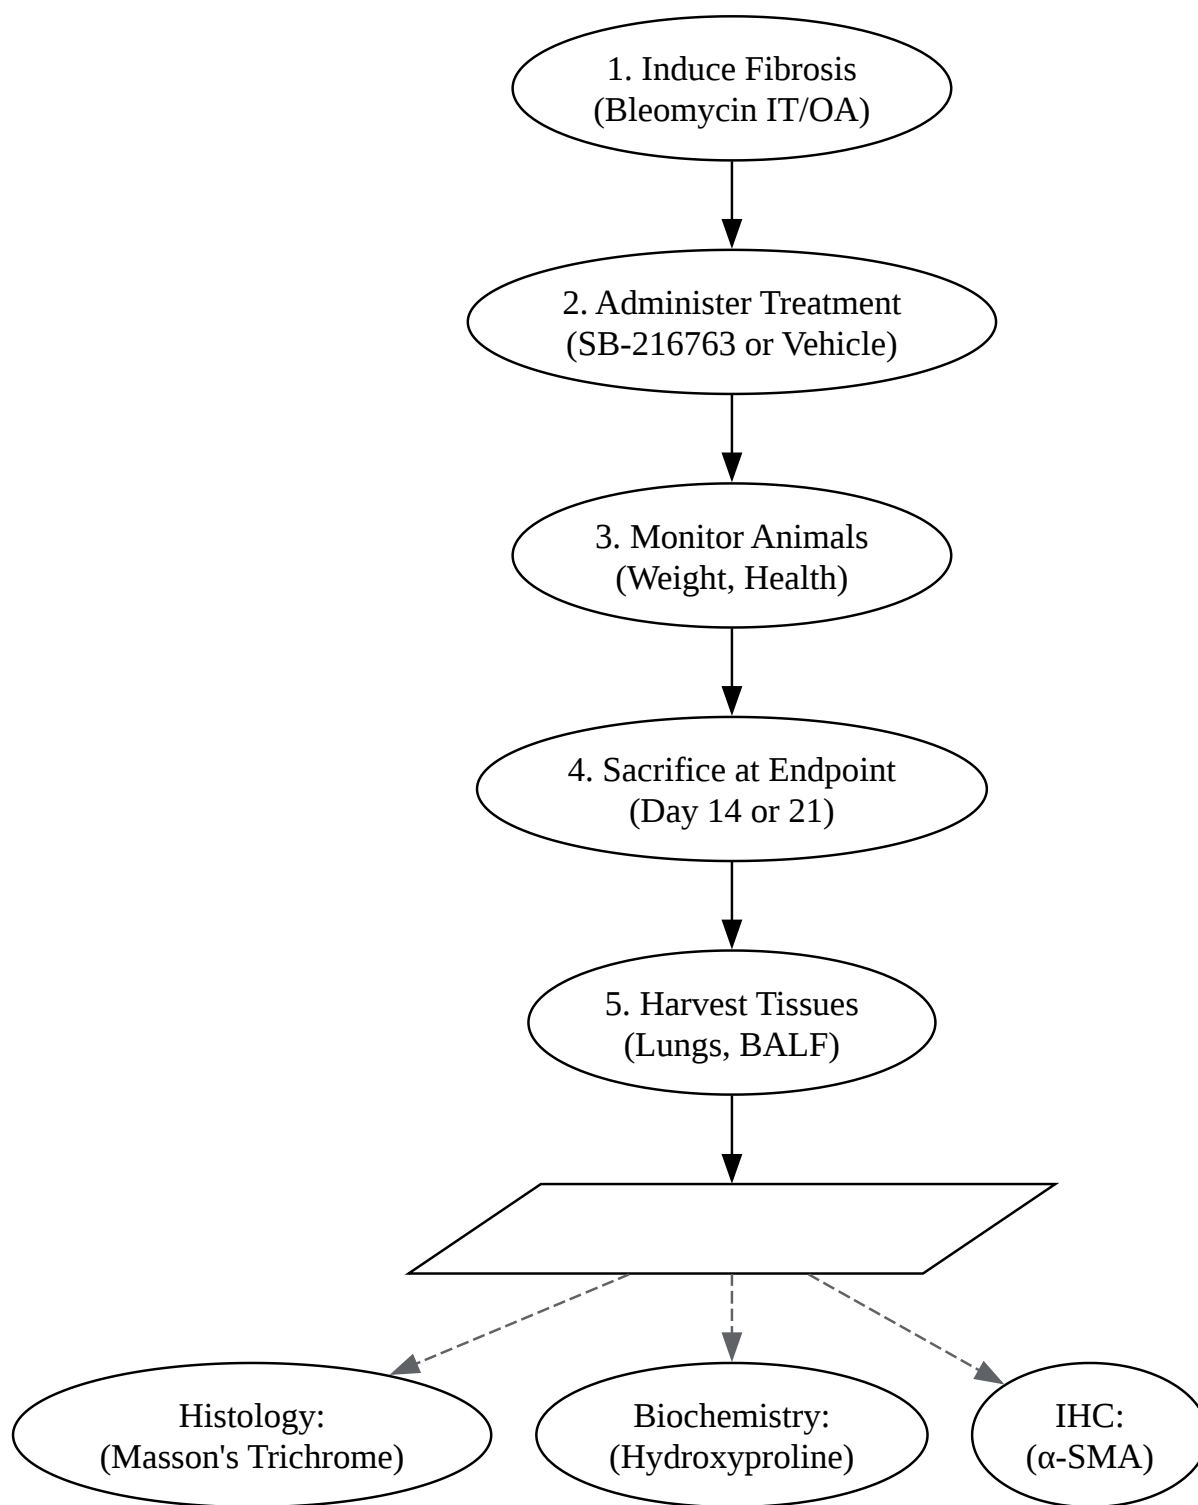 1. Induce Fibrosis
(Bleomycin IT/OA)
2. Administer Treatment
(SB-216763 or Vehicle)
3. Monitor Animals
(Weight, Health)
4. Sacrifice at Endpoint
(Day 14 or 21)
5. Harvest Tissues
(Lungs, BALF)
Histology:
(Masson's Trichrome)
Biochemistry:
(Hydroxyproline)
IHC:
(α-SMA)